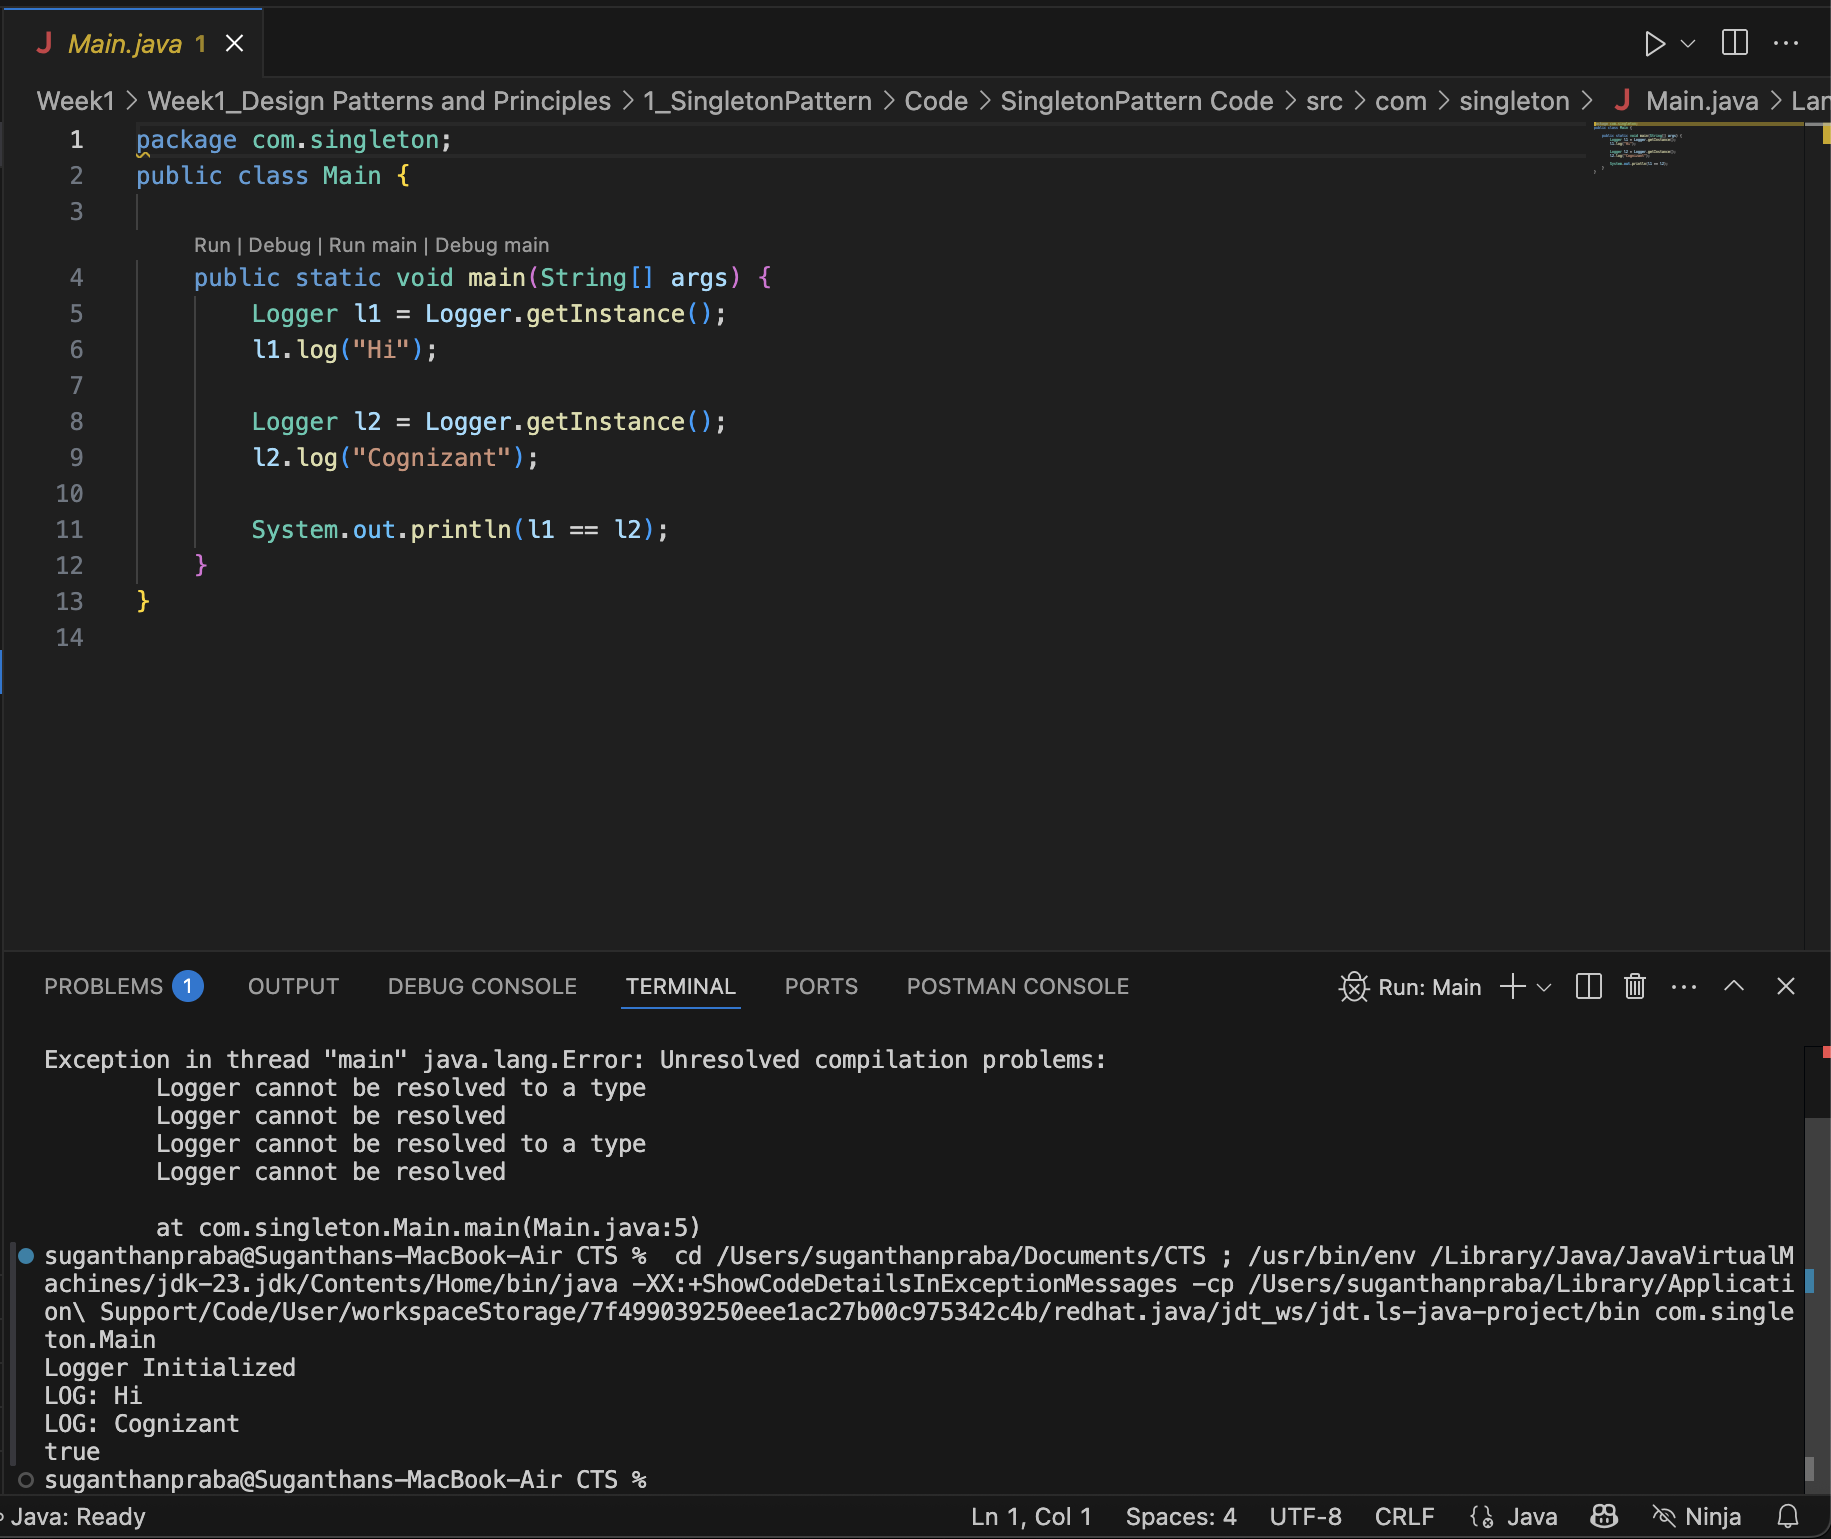 Main.java 1
Week1 > Week1_Design Patterns and Principles > 1_SingletonPattern > Code > SingletonPattern Code > src > com > singleton > Main.java > Lan
1 package com.singleton;
2 public class Main {
3
Run | Debug | Run main | Debug main
4 public static void main(String[] args) {
5 Logger l1 = Logger.getInstance();
6 l1.log("Hi");
7
8 Logger l2 = Logger.getInstance();
9 l2.log("Cognizant");
10
11 System.out.println(l1 == l2);
12 }
13 }
14
PROBLEMS 1 OUTPUT DEBUG CONSOLE TERMINAL PORTS POSTMAN CONSOLE Run: Main
Exception in thread "main" java.lang.Error: Unresolved compilation problems:
Logger cannot be resolved to a type
Logger cannot be resolved
Logger cannot be resolved to a type
Logger cannot be resolved
at com.singleton.Main.main(Main.java:5)
suganthanpraba@Suganthans-MacBook-Air CTS % cd /Users/suganthanpraba/Documents/CTS ; /usr/bin/env /Library/Java/JavaVirtualM
achines/jdk-23.jdk/Contents/Home/bin/java -XX:+ShowCodeDetailsInExceptionMessages -cp /Users/suganthanpraba/Library/Applicati
on\ Support/Code/User/workspaceStorage/7f499039250eee1ac27b00c975342c4b/redhat.java/jdt_ws/jdt.ls-java-project/bin com.single
ton.Main
Logger Initialized
LOG: Hi
LOG: Cognizant
true
suganthanpraba@Suganthans-MacBook-Air CTS %
Java: Ready Ln 1, Col 1 Spaces: 4 UTF-8 CRLF Java Ninja